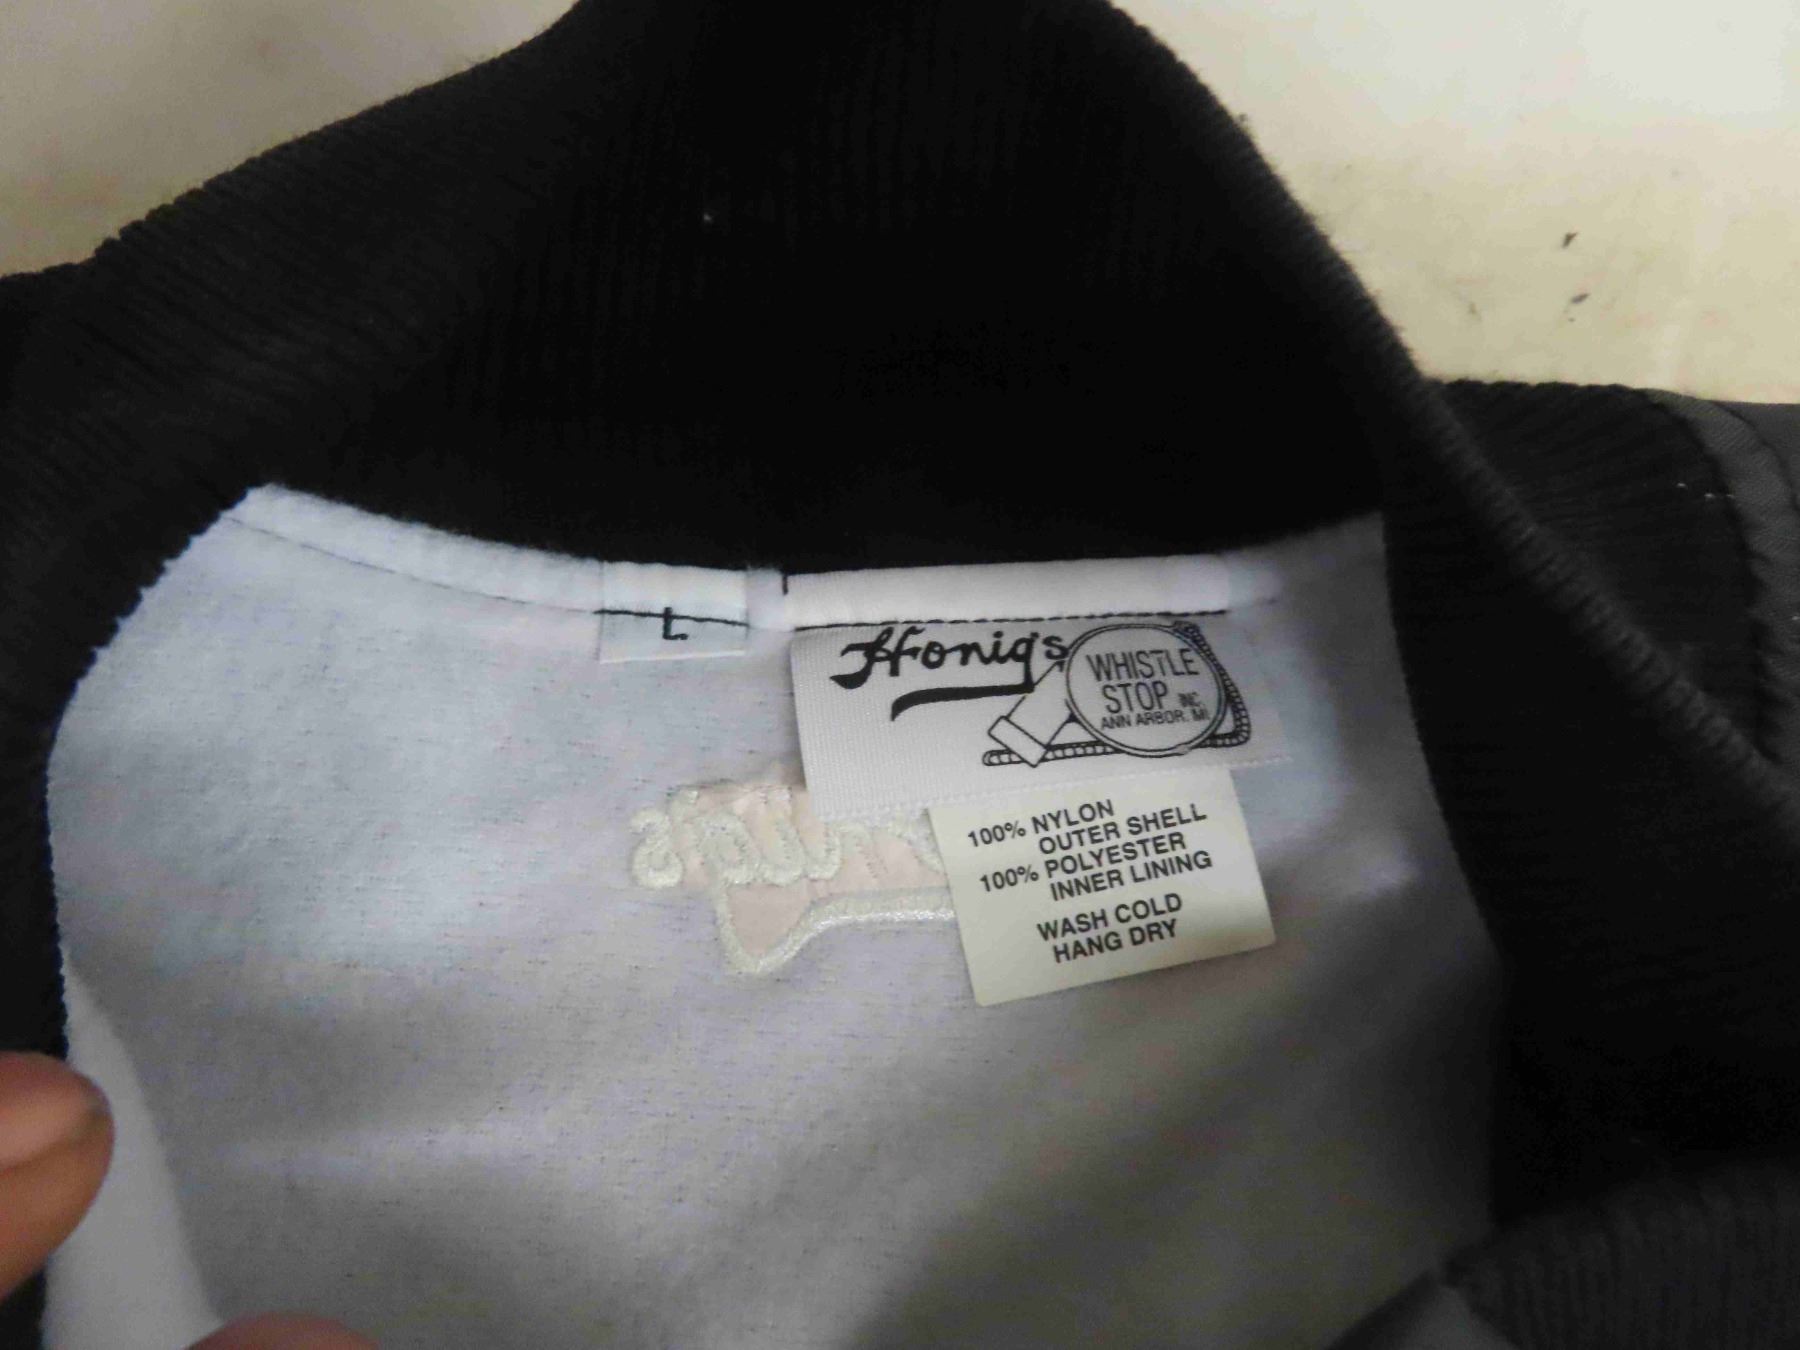 L
Honig's
WHISTLE
STOP INC.
ANN ARBOR. MI
100% NYLON
OUTER SHELL
100% POLYESTER
INNER LINING
WASH COLD
HANG DRY